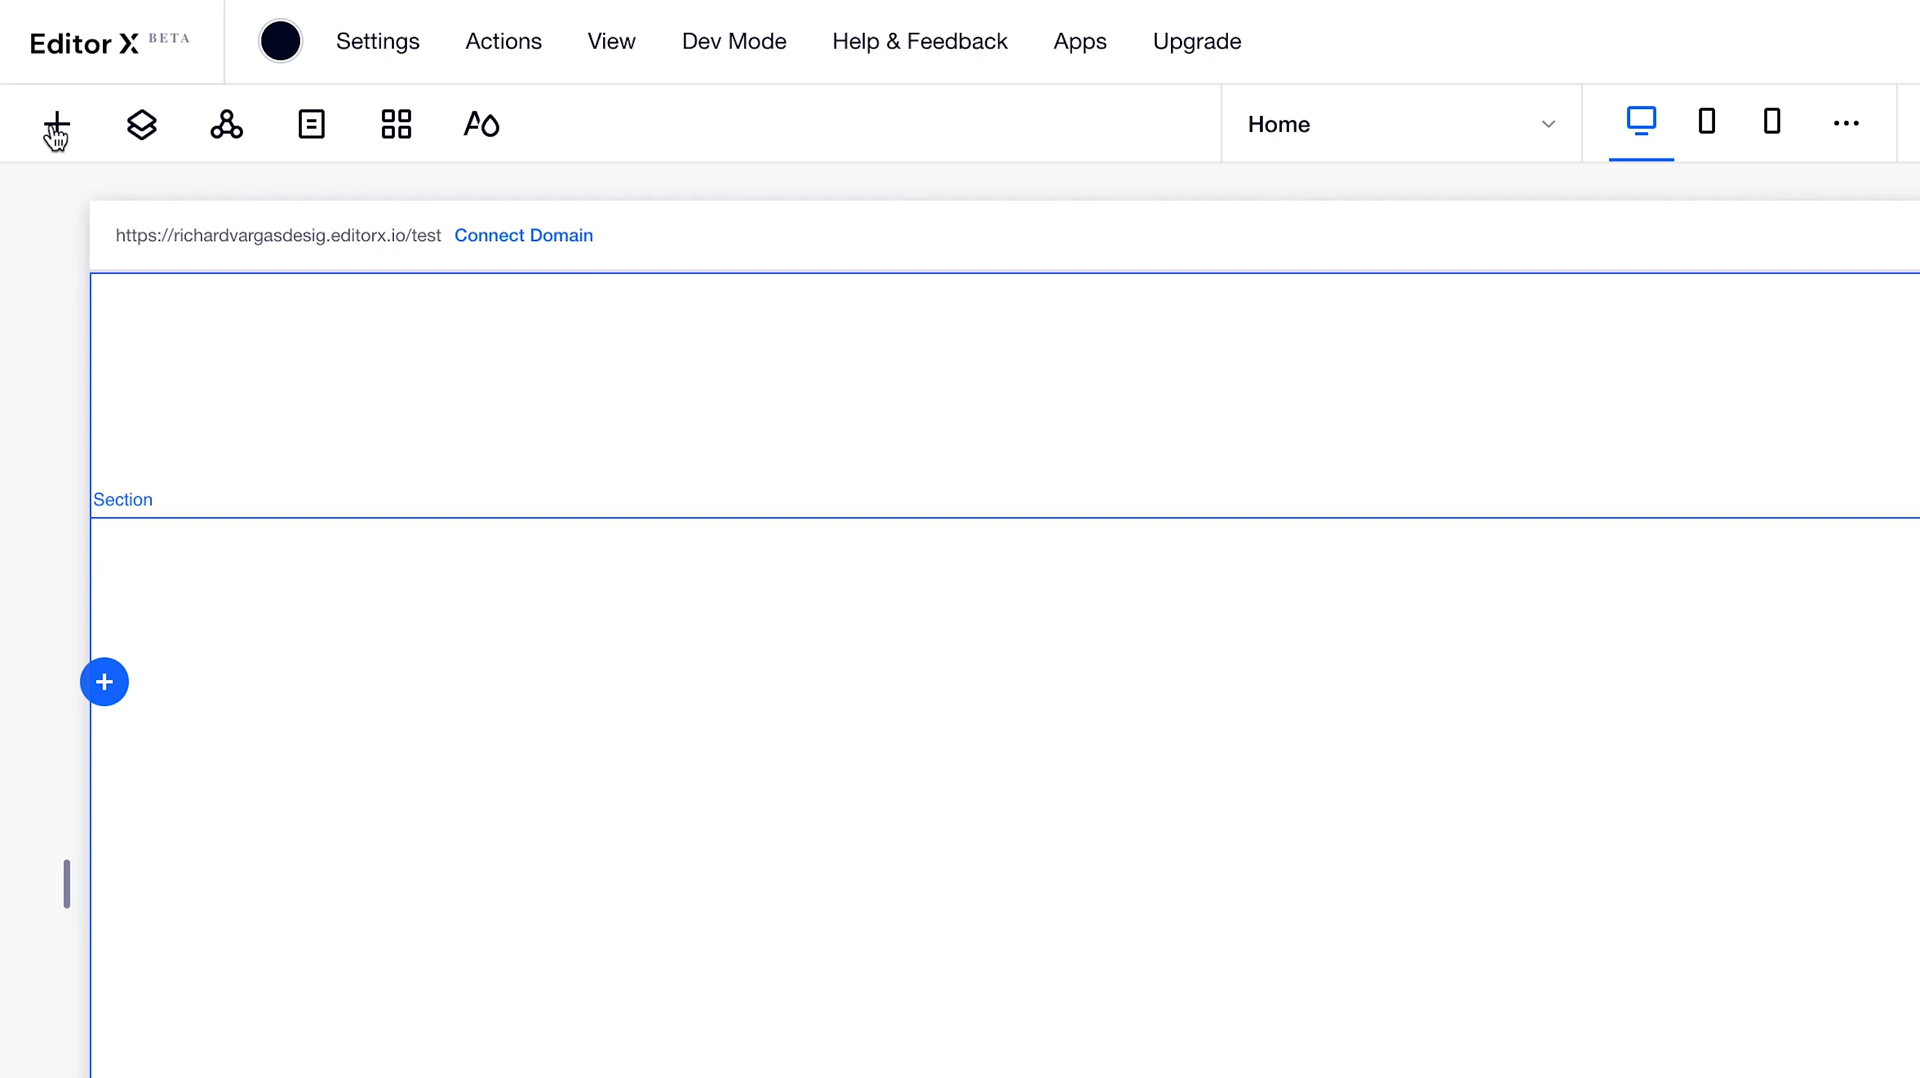 Editor X BETA
Settings Actions View Dev Mode Help & Feedback Apps Upgrade
Home
https://richardvargasdesig.editorx.io/test Connect Domain
Section